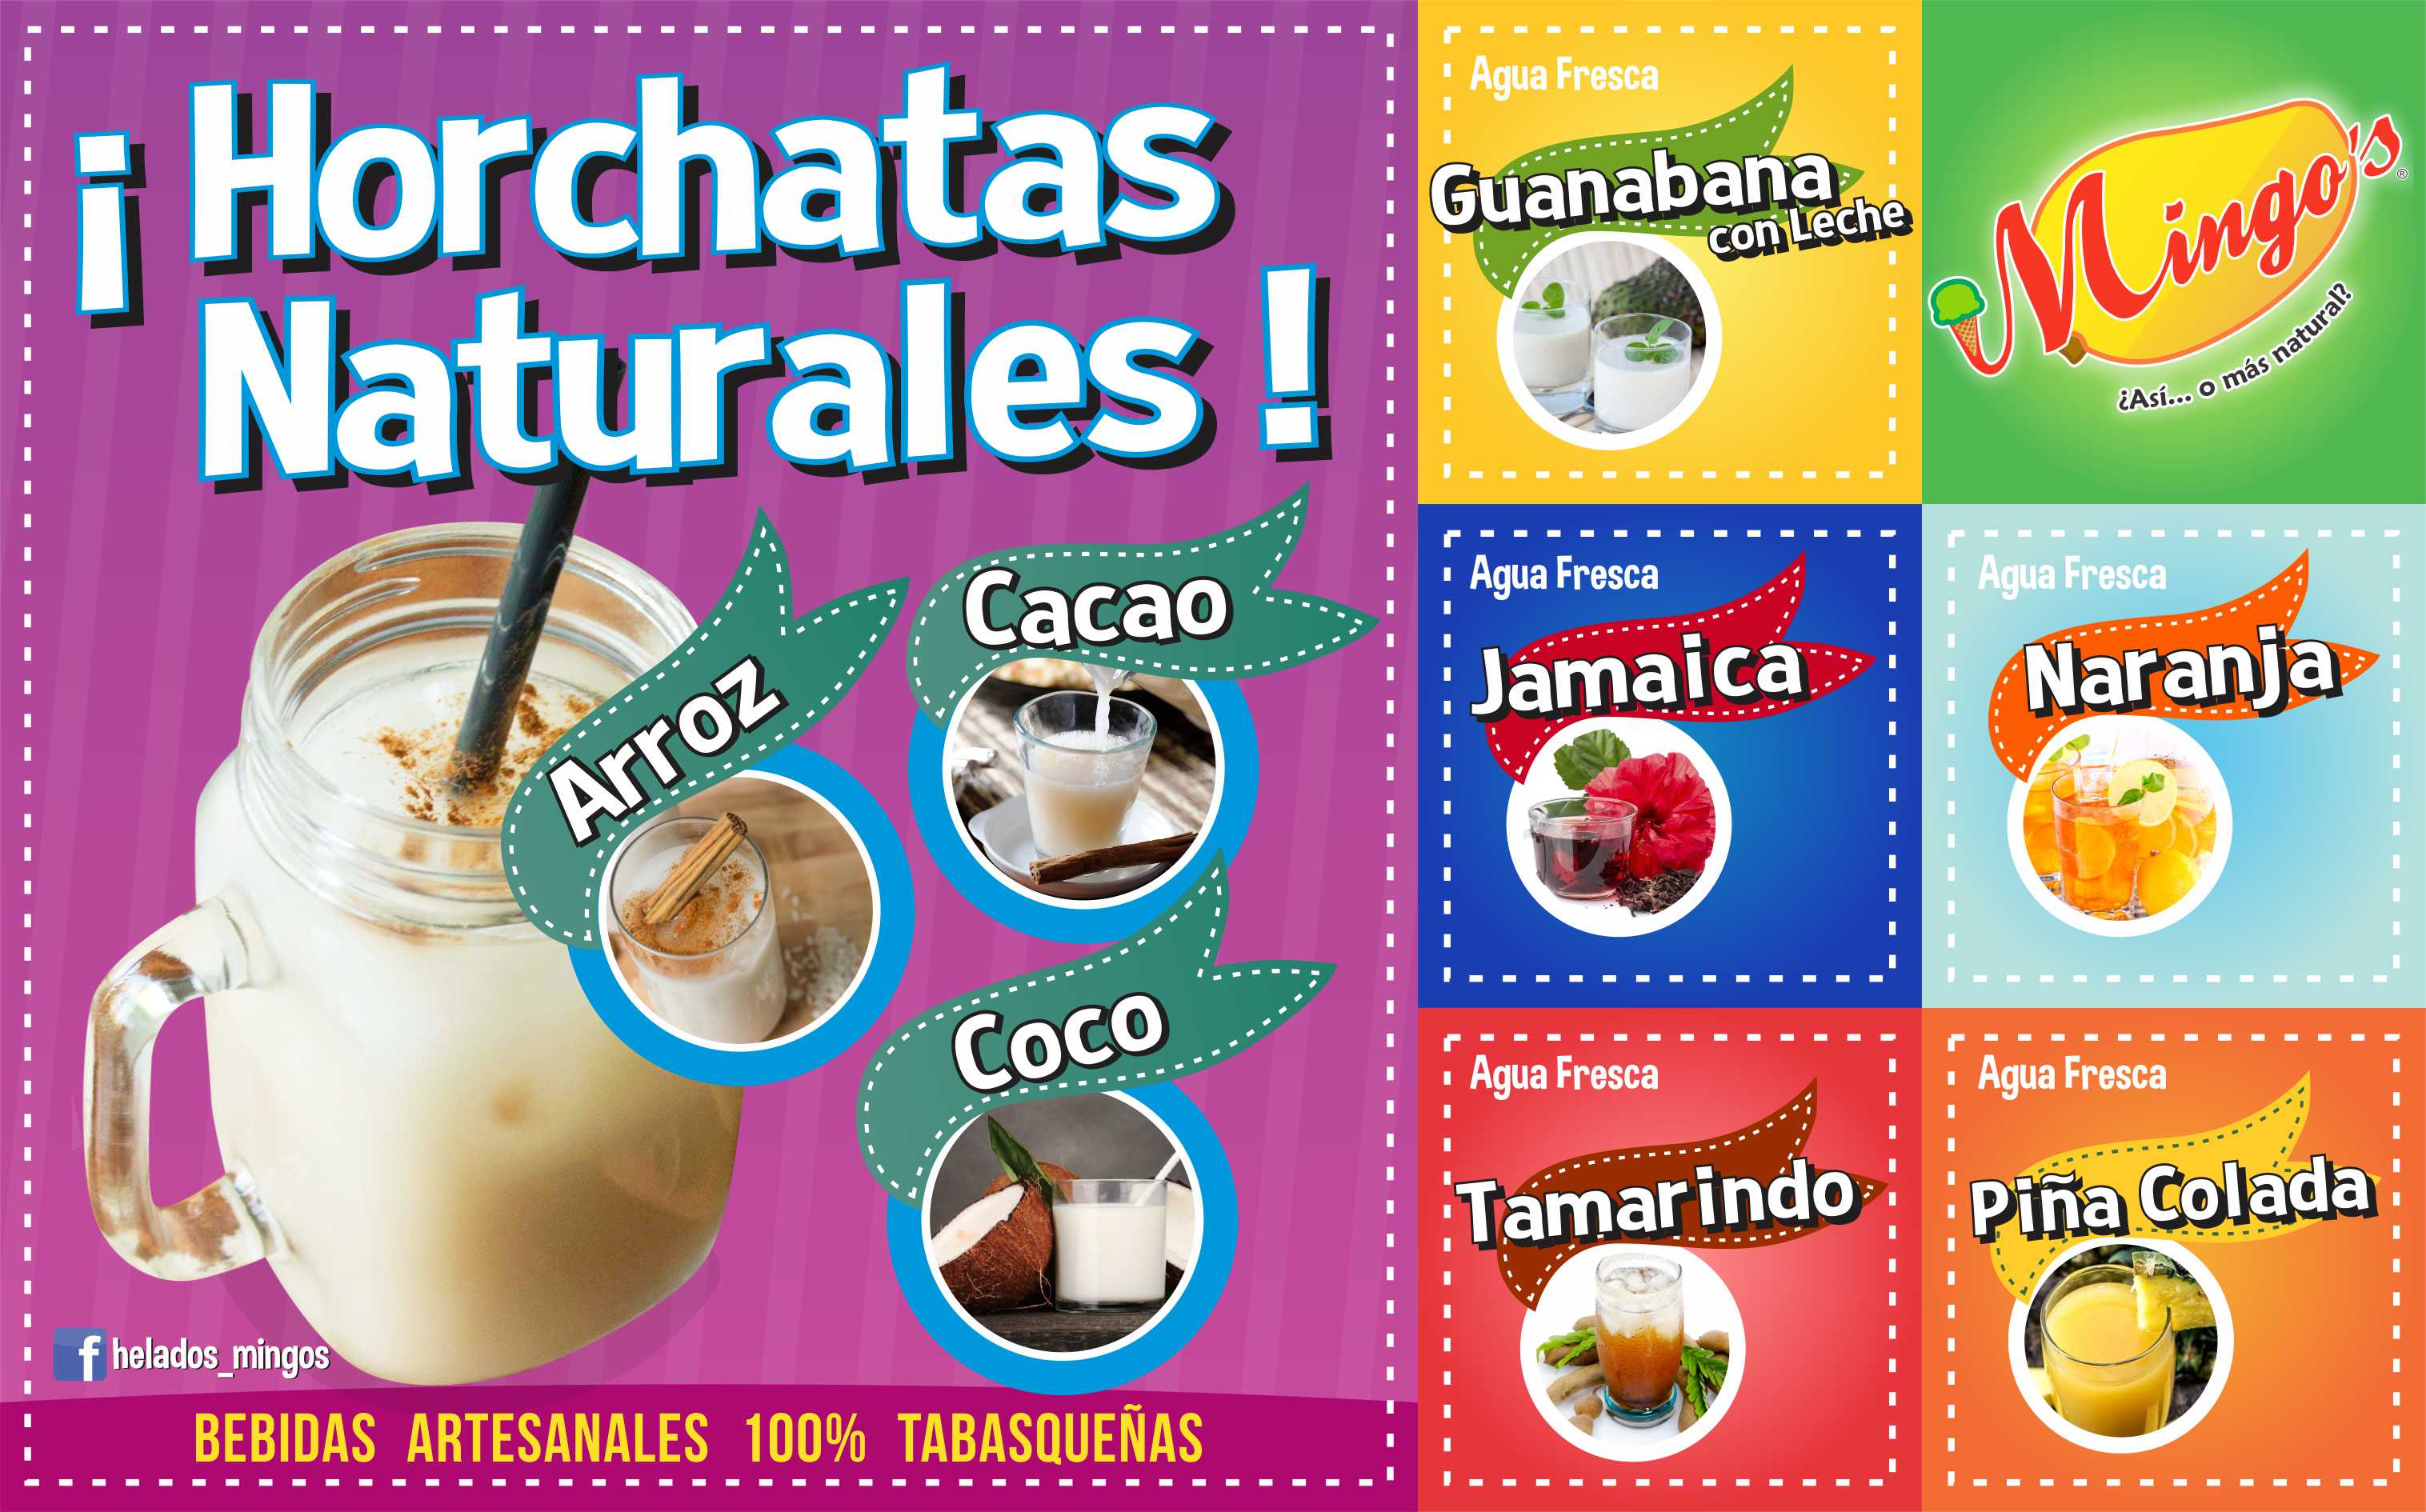 ¡ Horchatas
Naturales !
Arroz
Cacao
Coco
helados_mingos
BEBIDAS ARTESANALES 100% TABASQUEÑAS
Agua Fresca
Guanabana
con Leche
Mingo's
®
¿Así... o más natural?
Agua Fresca
Jamaica
Agua Fresca
Naranja
Agua Fresca
Tamarindo
Agua Fresca
Piña Colada